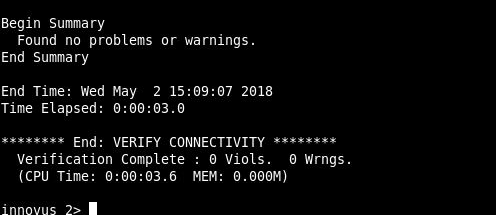 Begin Summary
  Found no problems or warnings.
End Summary

End Time: Wed May  2 15:09:07 2018
Time Elapsed: 0:00:03.0

******** End: VERIFY CONNECTIVITY ********
  Verification Complete : 0 Viols.  0 Wrngs.
  (CPU Time: 0:00:03.6  MEM: 0.000M)

innovus 2>